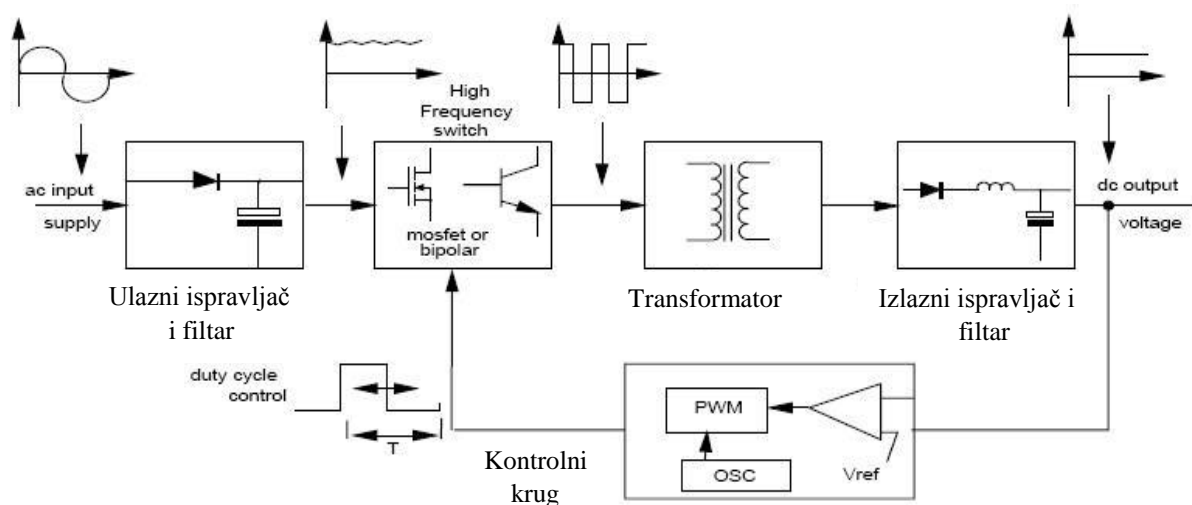 High
Frequency
switch
ac input
supply
mosfet or
bipolar
dc output
voltage
Ulazni ispravljač
i filtar
Transformator
Izlazni ispravljač i
filtar
duty cycle
control
T
PWM
OSC
Vref
Kontrolni
krug